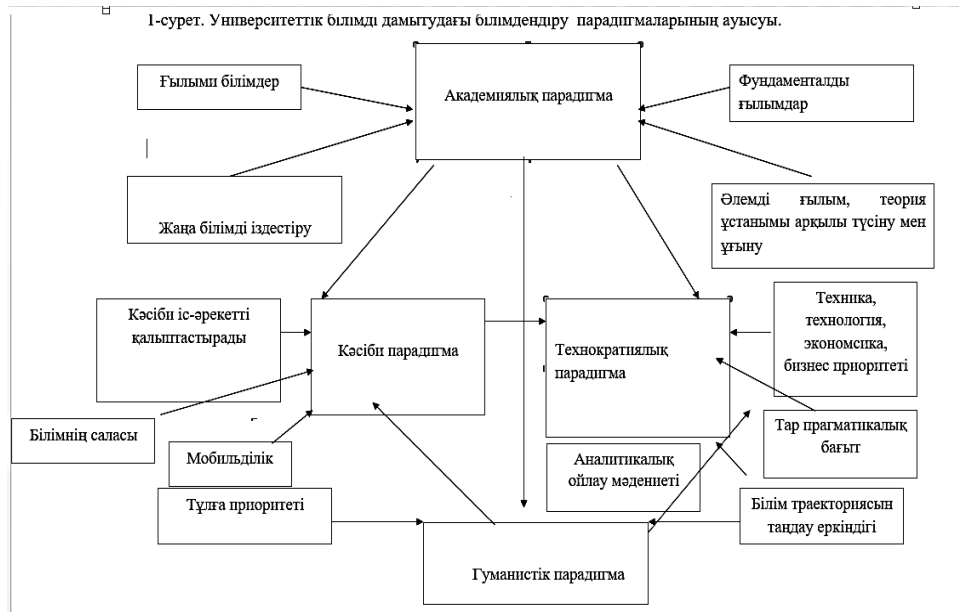 1-сурет. Университеттік білімді дамытудағы білімдендіру парадигмаларының ауысуы.
Ғылыми білімдер
Академиялық парадигма
Фундаменталды
ғылымдар
Жаңа білімді іздестіру
Әлемді ғылым, теория
ұстанымы арқылы түсіну мен
ұғыну
Кәсіби іс-әрекетті
қалыптастырады
Кәсіби парадигма
Технократиялық
парадигма
Техника,
технология,
экономсика,
бизнес приоритеті
Білімнің саласы
Мобильділік
Аналитикалық
ойлау мәдениеті
Тар прагматикалық
бағыт
Тұлға приоритеті
Білім траекториясын
таңдау еркіндігі
Гуманистік парадигма